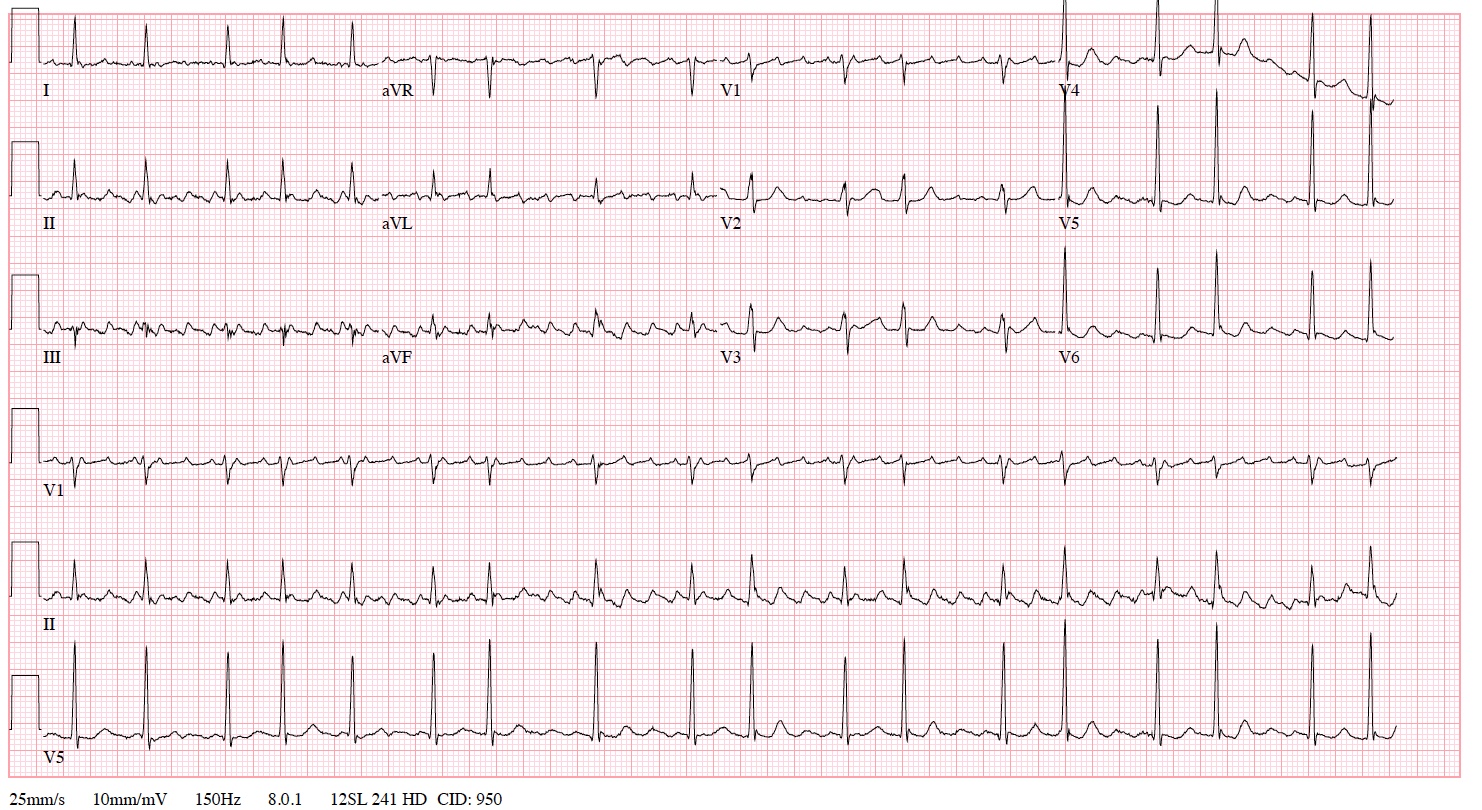 I aVR V1 V4
II aVL V2 V5
III aVF V3 V6
V1
II
V5
25mm/s 10mm/mV 150Hz 8.0.1 12SL 241 HD CID: 950